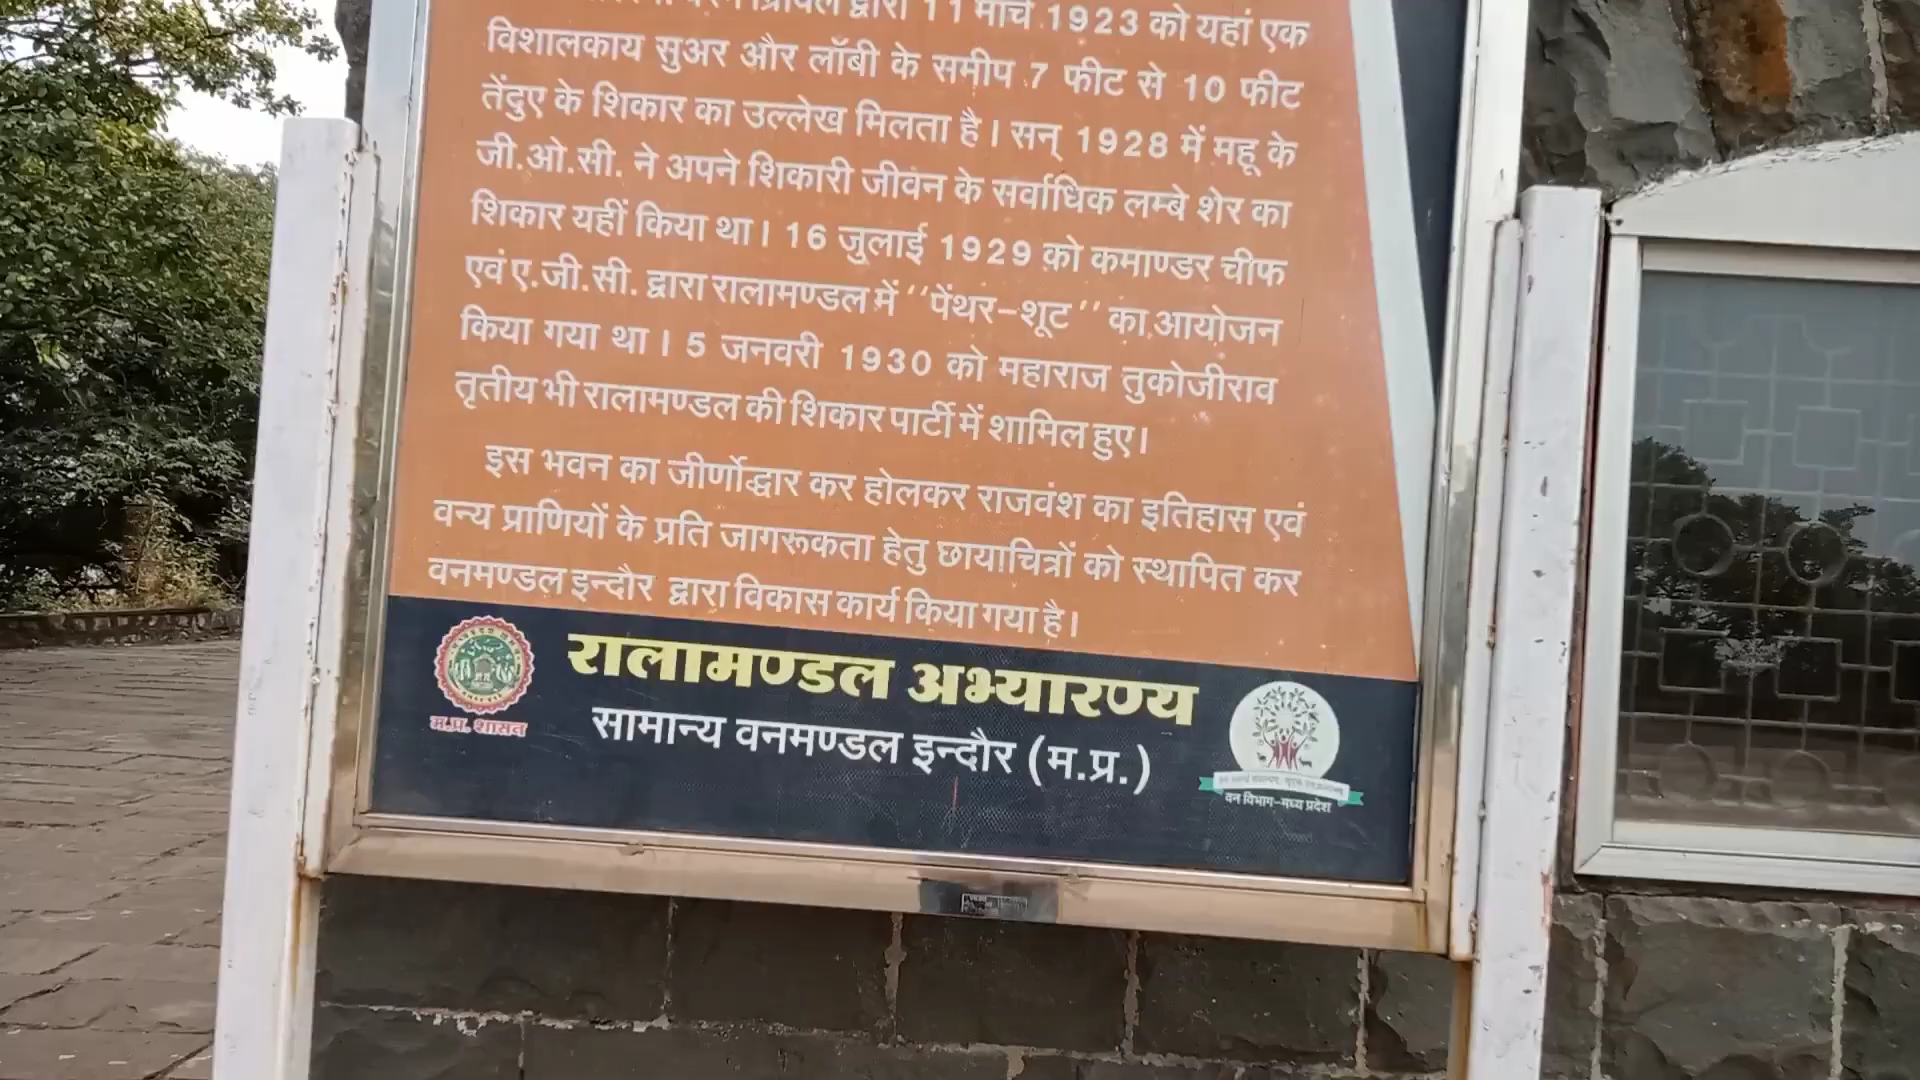 द्वारा 11 मार्च 1923 को यहां एक
विशालकाय सुअर और लॉबी के समीप 7 फीट से 10 फीट
तेंदुए के शिकार का उल्लेख मिलता है। सन् 1928 में महू के
जी.ओ.सी. ने अपने शिकारी जीवन के सर्वाधिक लम्बे शेर का
शिकार यहीं किया था। 16 जुलाई 1929 को कमाण्डर चीफ
एवं ए.जी.सी. द्वारा रालामण्डल में ‘‘पेंथर-शूट’’ का आयोजन
किया गया था। 5 जनवरी 1930 को महाराज तुकोजीराव
तृतीय भी रालामण्डल की शिकार पार्टी में शामिल हुए।
इस भवन का जीर्णोद्धार कर होलकर राजवंश का इतिहास एवं
वन्य प्राणियों के प्रति जागरूकता हेतु छायाचित्रों को स्थापित कर
वनमण्डल इन्दौर द्वारा विकास कार्य किया गया है।
रालामण्डल अभ्यारण्य
सामान्य वनमण्डल इन्दौर (म.प्र.)
म.प्र. शासन
वन विभाग-मध्य प्रदेश